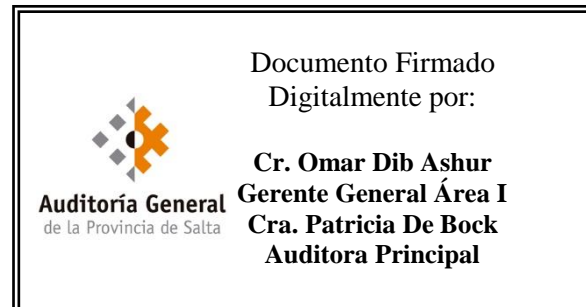 Documento Firmado
Digitalmente por:
Cr. Omar Dib Ashur
Gerente General Área I
Cra. Patricia De Bock
Auditora Principal
Auditoría General
de la Provincia de Salta